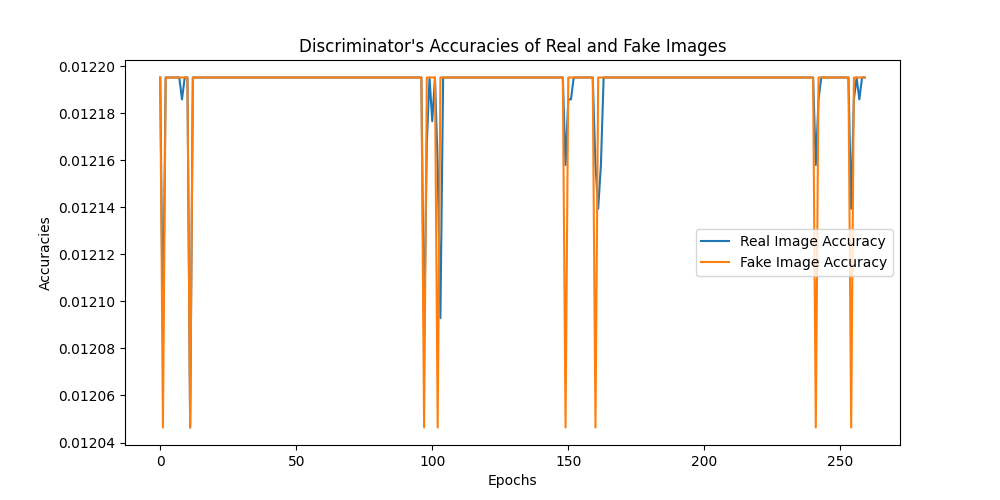 Discriminator's Accuracies of Real and Fake Images
0.01220
0.01218
0.01216
0.01214
0.01212
0.01210
0.01208
0.01206
0.01204
Accuracies
Real Image Accuracy
Fake Image Accuracy
0 50 100 150 200 250
Epochs